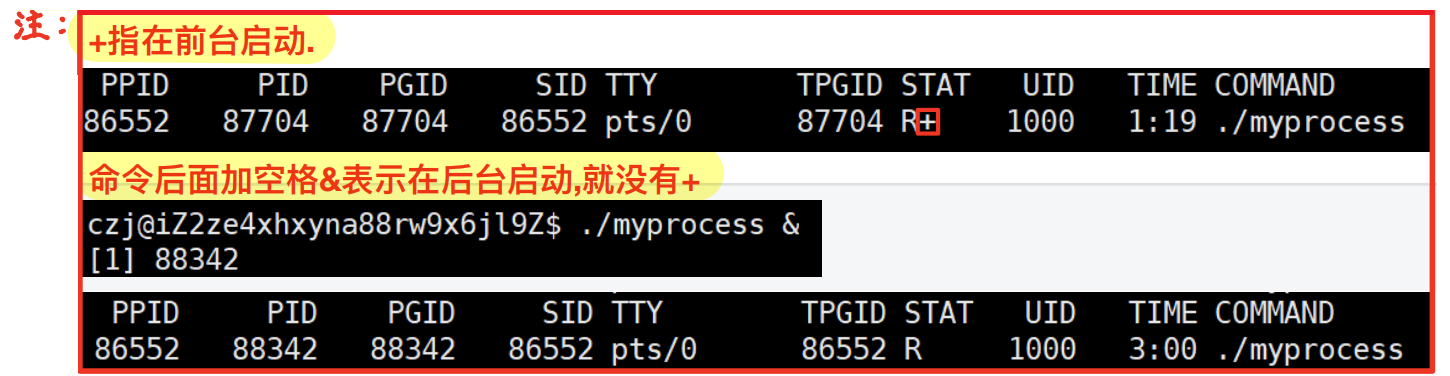 注:
+指在前台启动.
PPID PID PGID SID TTY TPGID STAT UID TIME COMMAND
86552 87704 87704 86552 pts/0 87704 R+ 1000 1:19 ./myprocess
命令后面加空格&表示在后台启动,就没有+
czj@iZ2ze4xhxyna88rw9x6jl9Z$ ./myprocess &
[1] 88342
PPID PID PGID SID TTY TPGID STAT UID TIME COMMAND
86552 88342 88342 86552 pts/0 86552 R 1000 3:00 ./myprocess